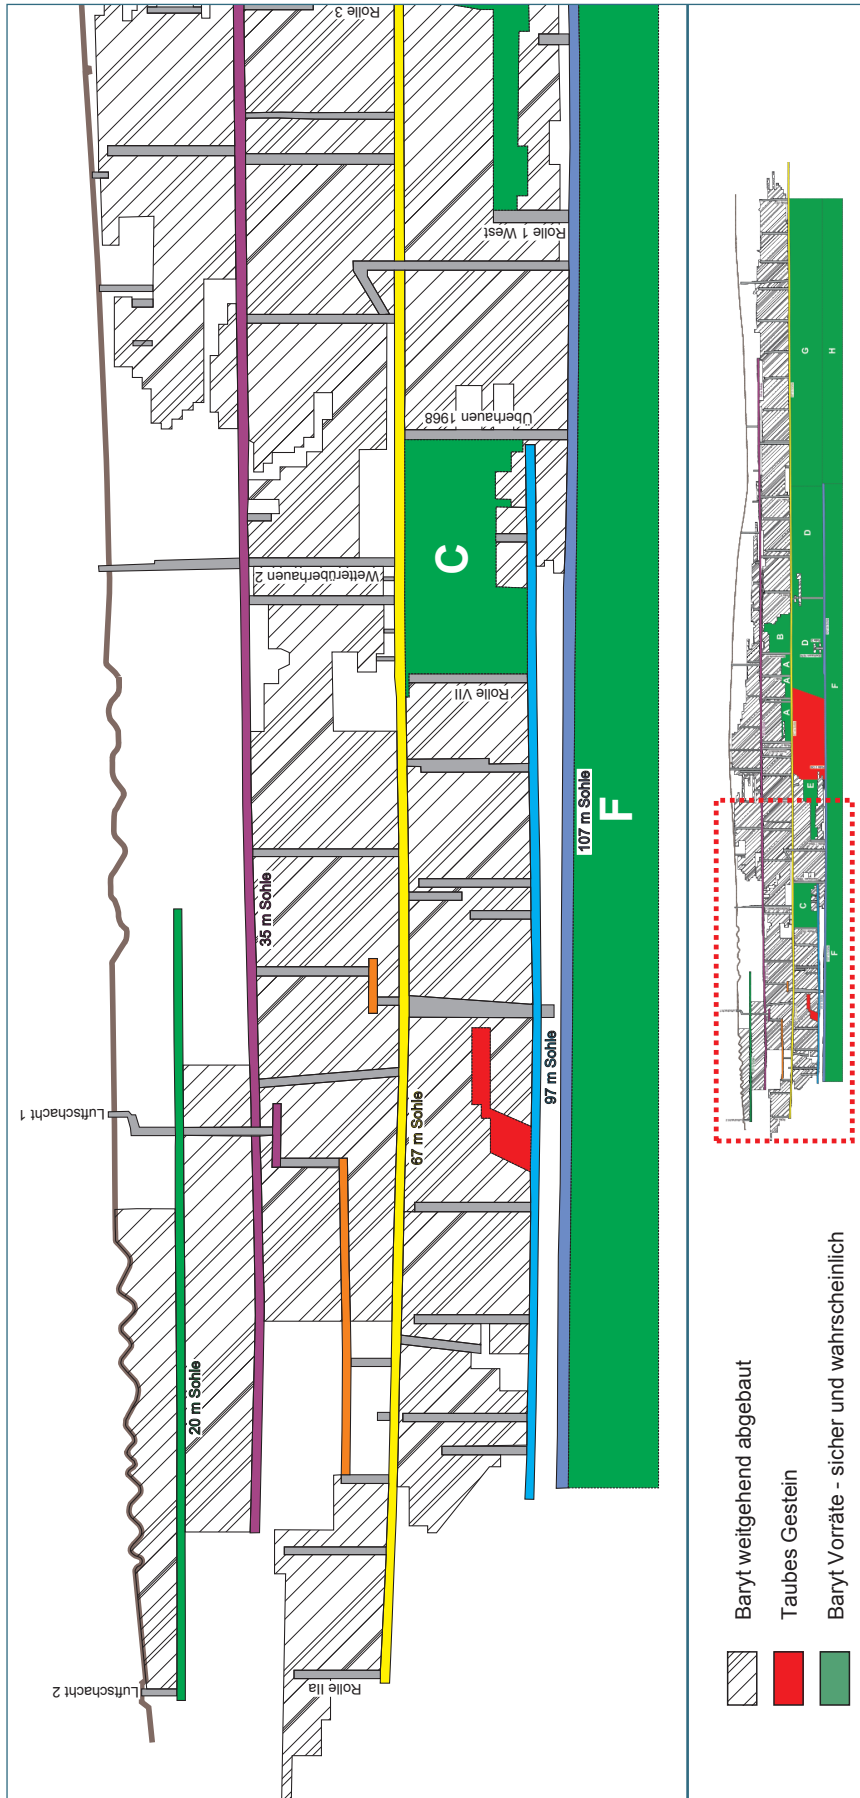 Luftschacht 2
Luftschacht 1
20 m Sohle
35 m Sohle
67 m Sohle
97 m Sohle
107 m Sohle
Rolle IIa
Rolle VII
Wetterüberhauen 2
Überhauen 1968
Rolle 1 West
Rolle 3
C
F
Baryt weitgehend abgebaut
Taubes Gestein
Baryt Vorräte - sicher und wahrscheinlich
C
E
A
A
A
B
D
D
G
F
H